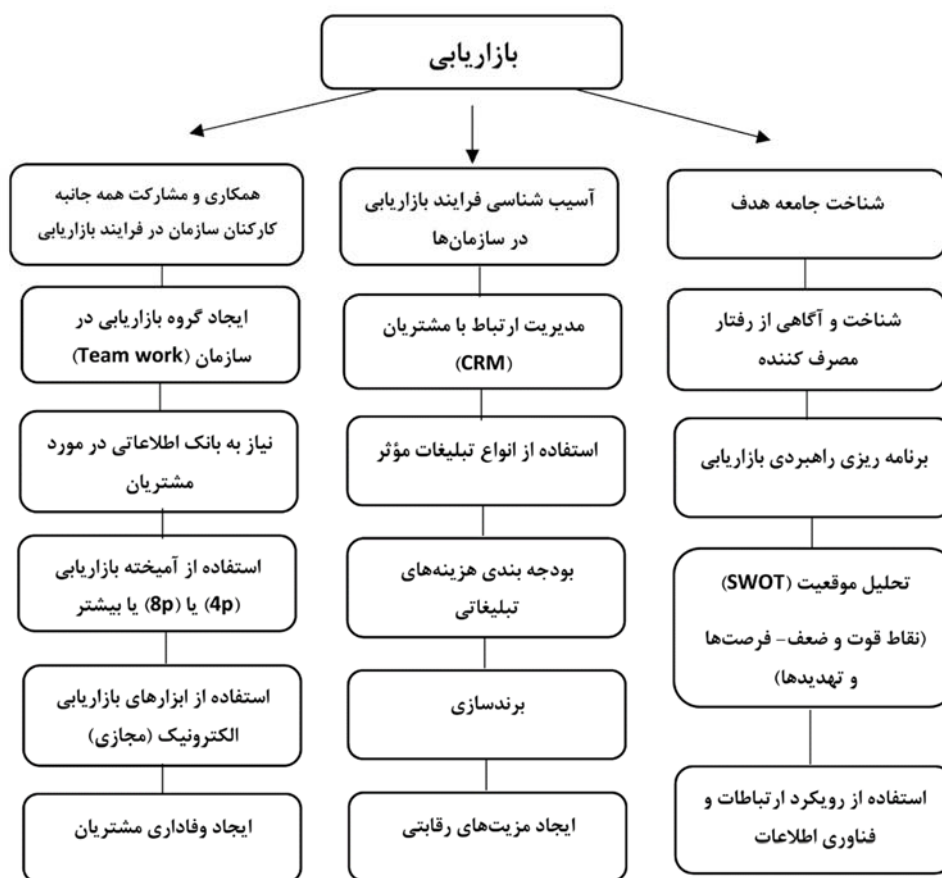 بازاریابی
شناخت جامعه هدف
شناخت و آگاهی از رفتار
مصرف کننده
برنامه ریزی راهبردی بازاریابی
تحلیل موقعیت (SWOT)
(نقاط قوت و ضعف– فرصت‌ها
و تهدیدها)
استفاده از رویکرد ارتباطات و
فناوری اطلاعات
آسیب شناسی فرایند بازاریابی
در سازمان‌ها
مدیریت ارتباط با مشتریان
(CRM)
استفاده از انواع تبلیغات مؤثر
بودجه بندی هزینه‌های
تبلیغاتی
برندسازی
ایجاد مزیت‌های رقابتی
همکاری و مشارکت همه جانبه
کارکنان سازمان در فرایند بازاریابی
ایجاد گروه بازاریابی در
سازمان (Team work)
نیاز به بانک اطلاعاتی در مورد
مشتریان
استفاده از آمیخته بازاریابی
(4p) یا (8p) یا بیشتر
استفاده از ابزارهای بازاریابی
الکترونیک (مجازی)
ایجاد وفاداری مشتریان